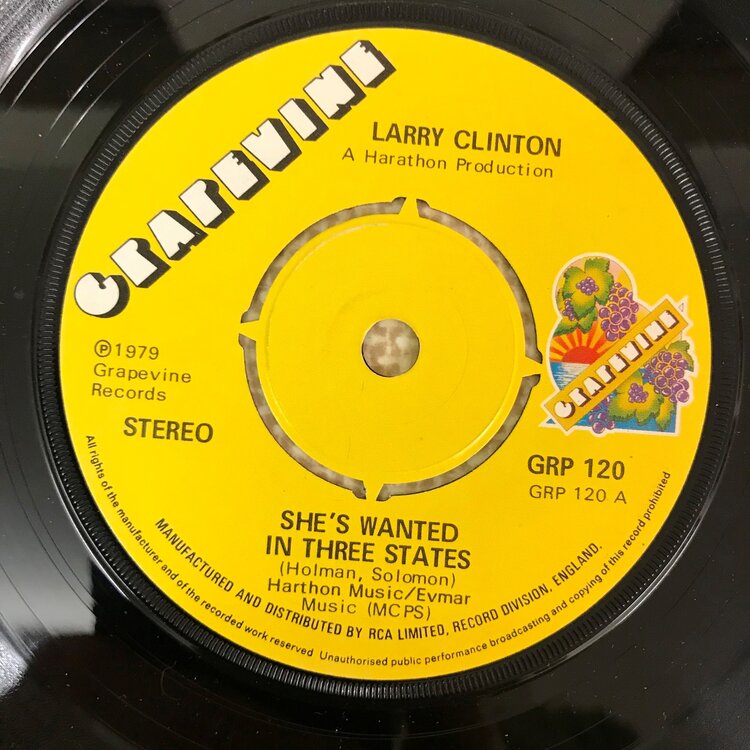 GRAPEVINE
LARRY CLINTON
A Harathon Production
℗1979
Grapevine
Records
STEREO
GRAPEVINE
GRP 120
GRP 120 A
SHE'S WANTED
IN THREE STATES
(Holman, Solomon)
Harthon Music/Evmar
Music (MCPS)
MANUFACTURED AND DISTRIBUTED BY RCA LIMITED, RECORD DIVISION, ENGLAND.
All rights of the manufacturer and of the recorded work reserved Unauthorised public performance broadcasting and copying of this record prohibited